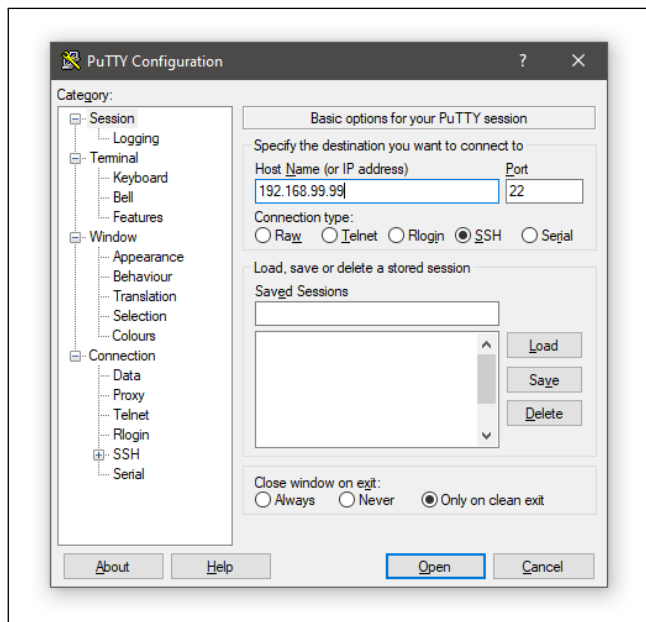 PuTTY Configuration ? ×
Category:
Session
Logging
Terminal
Keyboard
Bell
Features
Window
Appearance
Behaviour
Translation
Selection
Colours
Connection
Data
Proxy
Telnet
Rlogin
SSH
Serial
Basic options for your PuTTY session
Specify the destination you want to connect to
Host Name (or IP address) Port
192.168.99.99 22
Connection type:
Raw Telnet Rlogin SSH Serial
Load, save or delete a stored session
Saved Sessions
Load
Save
Delete
Close window on exit:
Always Never Only on clean exit
About Help Open Cancel